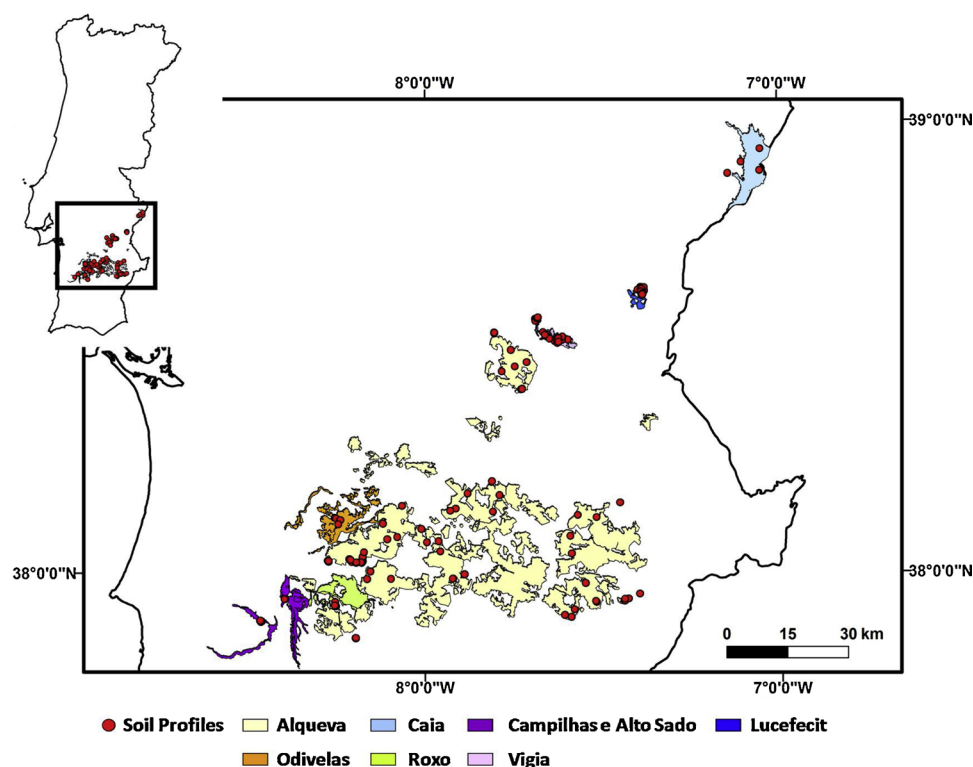 8°0'0"W 7°0'0"W
39°0'0"N
38°0'0"N 38°0'0"N
0 15 30 km
8°0'0"W 7°0'0"W
Soil Profiles Alqueva Caia Campilhas e Alto Sado Lucefecit
Odivelas Roxo Vigia